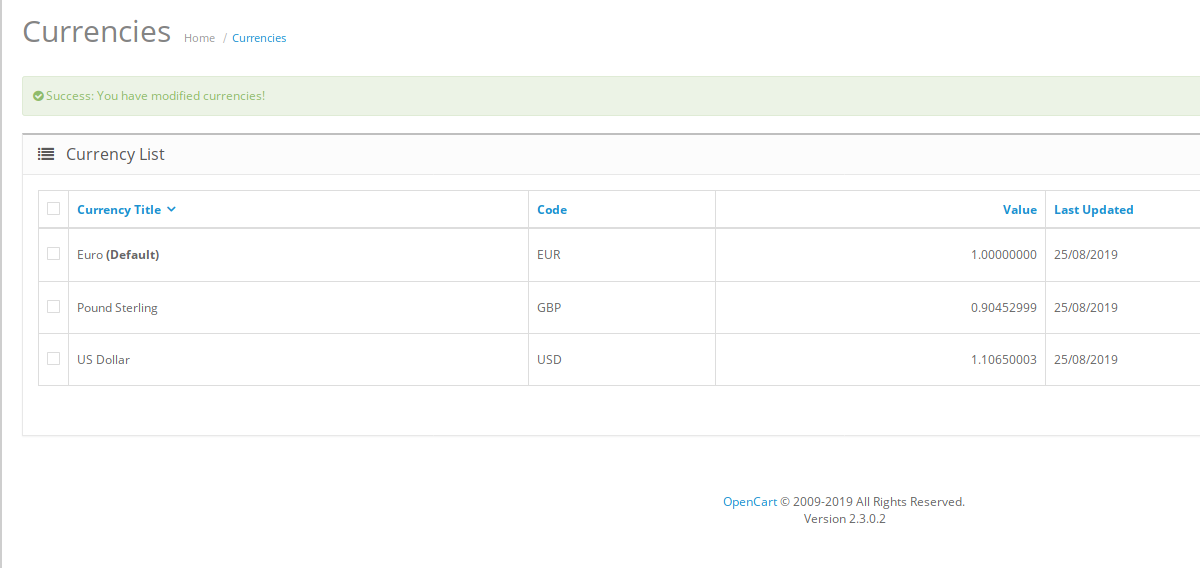 Currencies Home / Currencies
Success: You have modified currencies!
Currency List
Currency Title Code Value Last Updated
Euro (Default) EUR 1.00000000 25/08/2019
Pound Sterling GBP 0.90452999 25/08/2019
US Dollar USD 1.10650003 25/08/2019
OpenCart © 2009-2019 All Rights Reserved.
Version 2.3.0.2